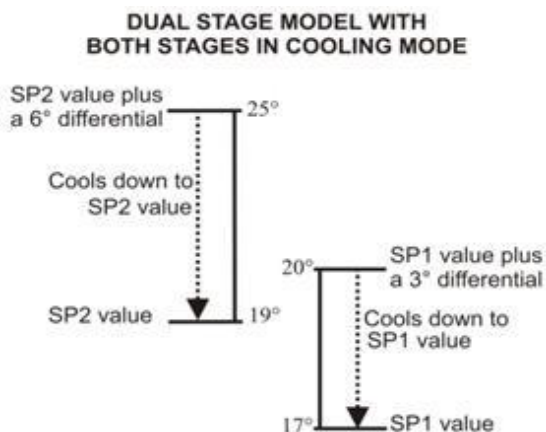 DUAL STAGE MODEL WITH
BOTH STAGES IN COOLING MODE
SP2 value plus
a 6° differential
25°
Cools down to
SP2 value
SP2 value
19°
20°
SP1 value plus
a 3° differential
Cools down to
SP1 value
17°
SP1 value